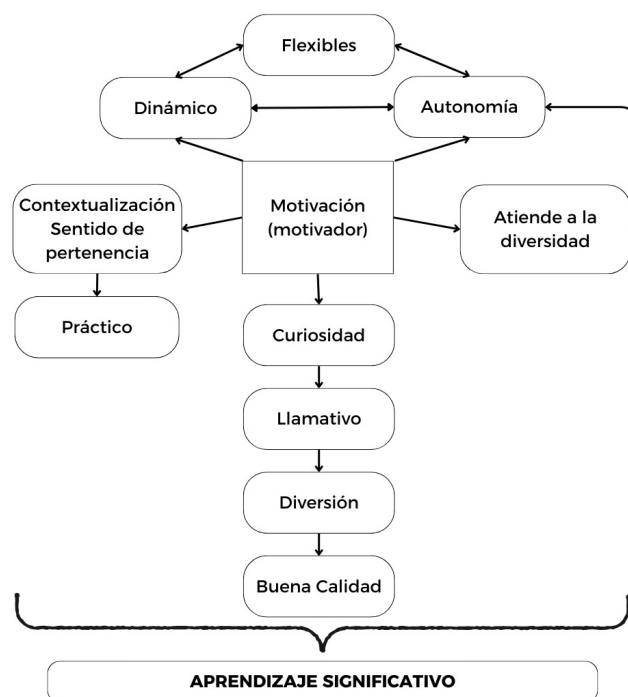 Flexibles
Dinámico
Autonomía
Contextualización
Sentido de
pertenencia
Motivación
(motivador)
Atiende a la
diversidad
Práctico
Curiosidad
Llamativo
Diversión
Buena Calidad
APRENDIZAJE SIGNIFICATIVO